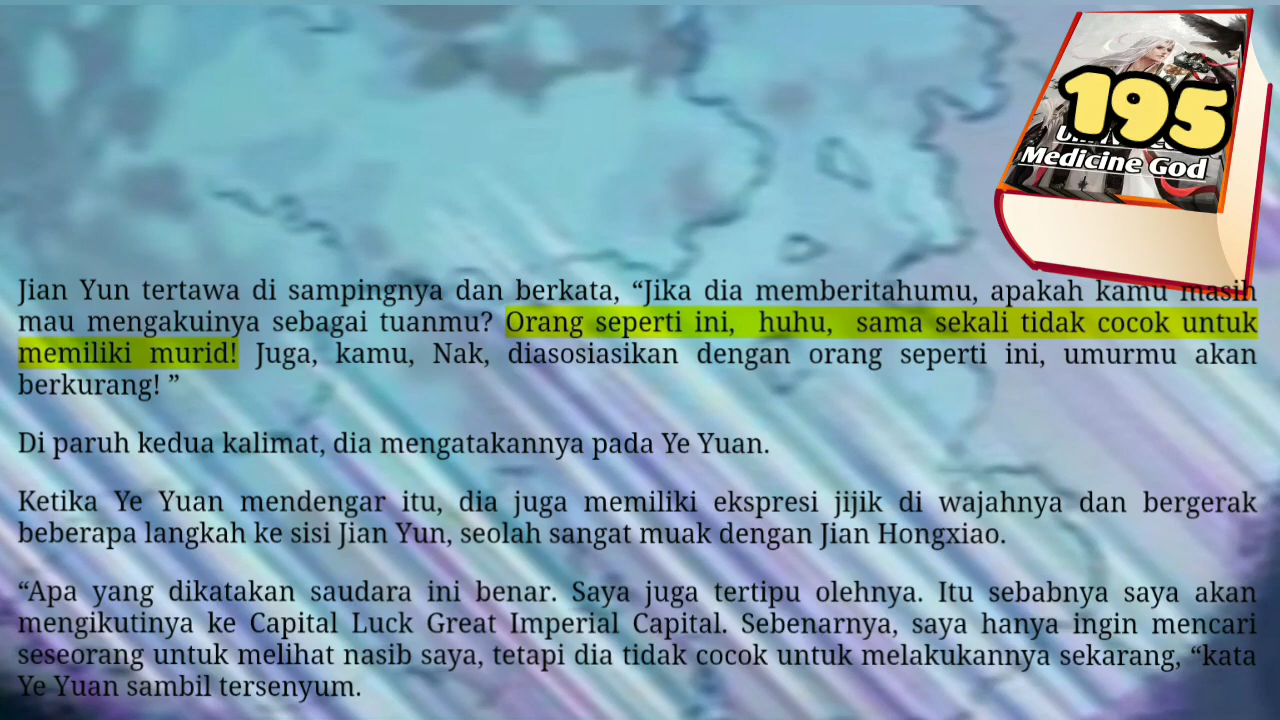 195
Medicine God
Jian Yun tertawa di sampingnya dan berkata, “Jika dia memberitahumu, apakah kamu masih
mau mengakuinya sebagai tuanmu? Orang seperti ini, huhu, sama sekali tidak cocok untuk
memiliki murid! Juga, kamu, Nak, diasosiasikan dengan orang seperti ini, umurmu akan
berkurang! ”
Di paruh kedua kalimat, dia mengatakannya pada Ye Yuan.
Ketika Ye Yuan mendengar itu, dia juga memiliki ekspresi jijik di wajahnya dan bergerak
beberapa langkah ke sisi Jian Yun, seolah sangat muak dengan Jian Hongxiao.
“Apa yang dikatakan saudara ini benar. Saya juga tertipu olehnya. Itu sebabnya saya akan
mengikutinya ke Capital Luck Great Imperial Capital. Sebenarnya, saya hanya ingin mencari
seseorang untuk melihat nasib saya, tetapi dia tidak cocok untuk melakukannya sekarang, “kata
Ye Yuan sambil tersenyum.